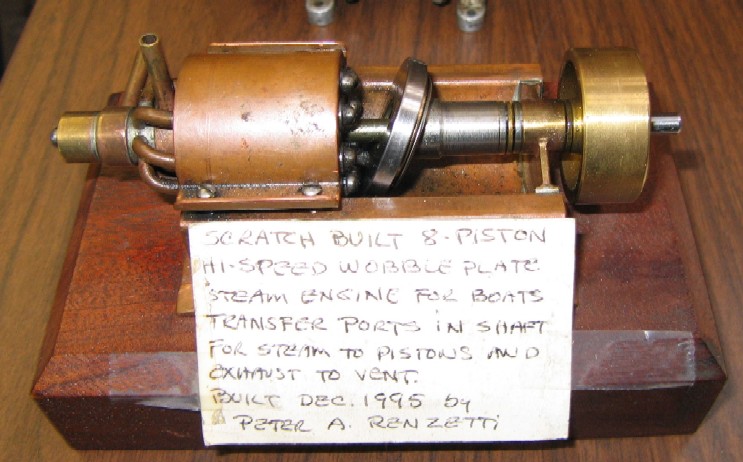 SCRATCH BUILT 8-PISTON
HI-SPEED WOBBLE PLATE
STEAM ENGINE FOR BOATS
TRANSFER PORTS IN SHAFT
FOR STEAM TO PISTONS AND
EXHAUST TO VENT.
BUILT DEC. 1995 by
PETER A. RENZETTI